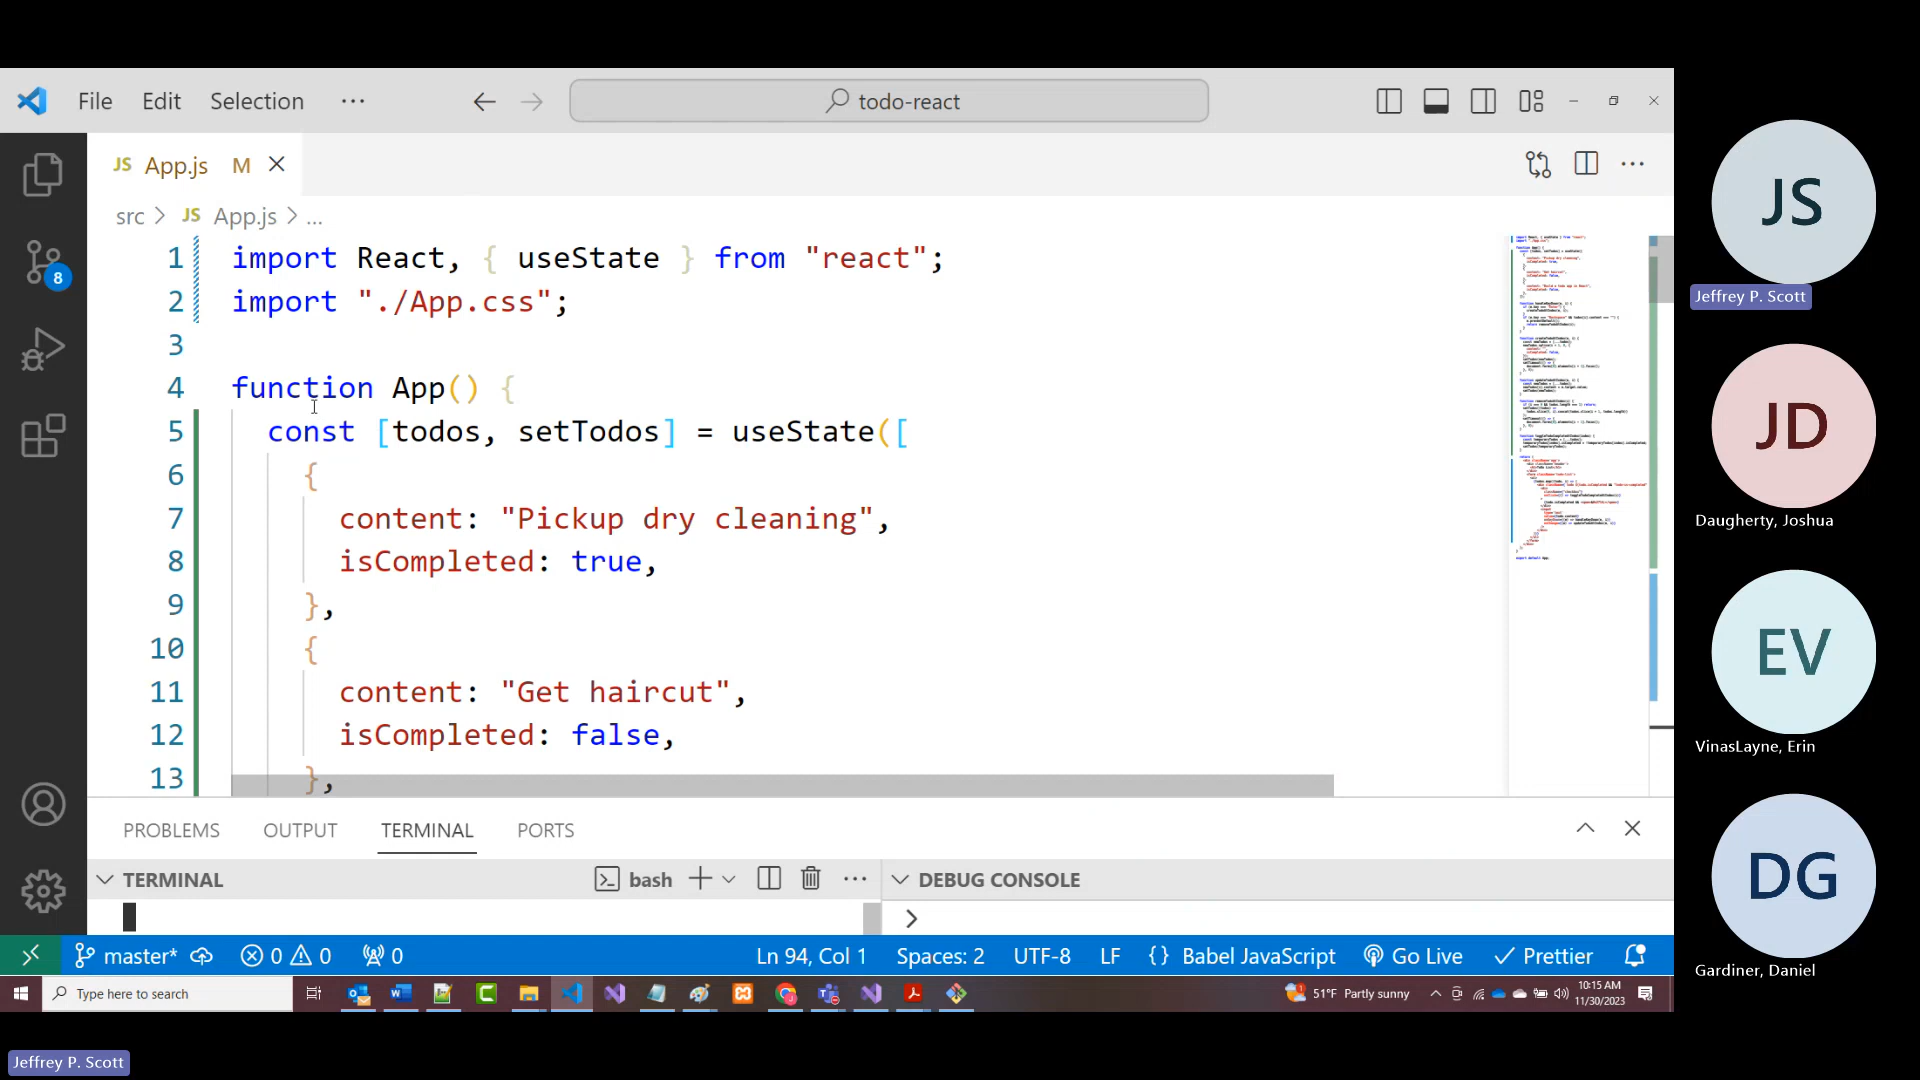 File Edit Selection ··· todo-react
JS App.js M
src > JS App.js > ...
1 import React, { useState } from "react";
2 import "./App.css";
3
4 function App() {
5 const [todos, setTodos] = useState([
6 {
7 content: "Pickup dry cleaning",
8 isCompleted: true,
9 },
10 {
11 content: "Get haircut",
12 isCompleted: false,
13 },
PROBLEMS OUTPUT TERMINAL PORTS
TERMINAL bash DEBUG CONSOLE
>
8
master* 0 0 0 Ln 94, Col 1 Spaces: 2 UTF-8 LF {} Babel JavaScript Go Live Prettier
Type here to search 51°F Partly sunny 10:15 AM
11/30/2023
JS
Jeffrey P. Scott
JD
Daugherty, Joshua
EV
VinasLayne, Erin
DG
Gardiner, Daniel
Jeffrey P. Scott